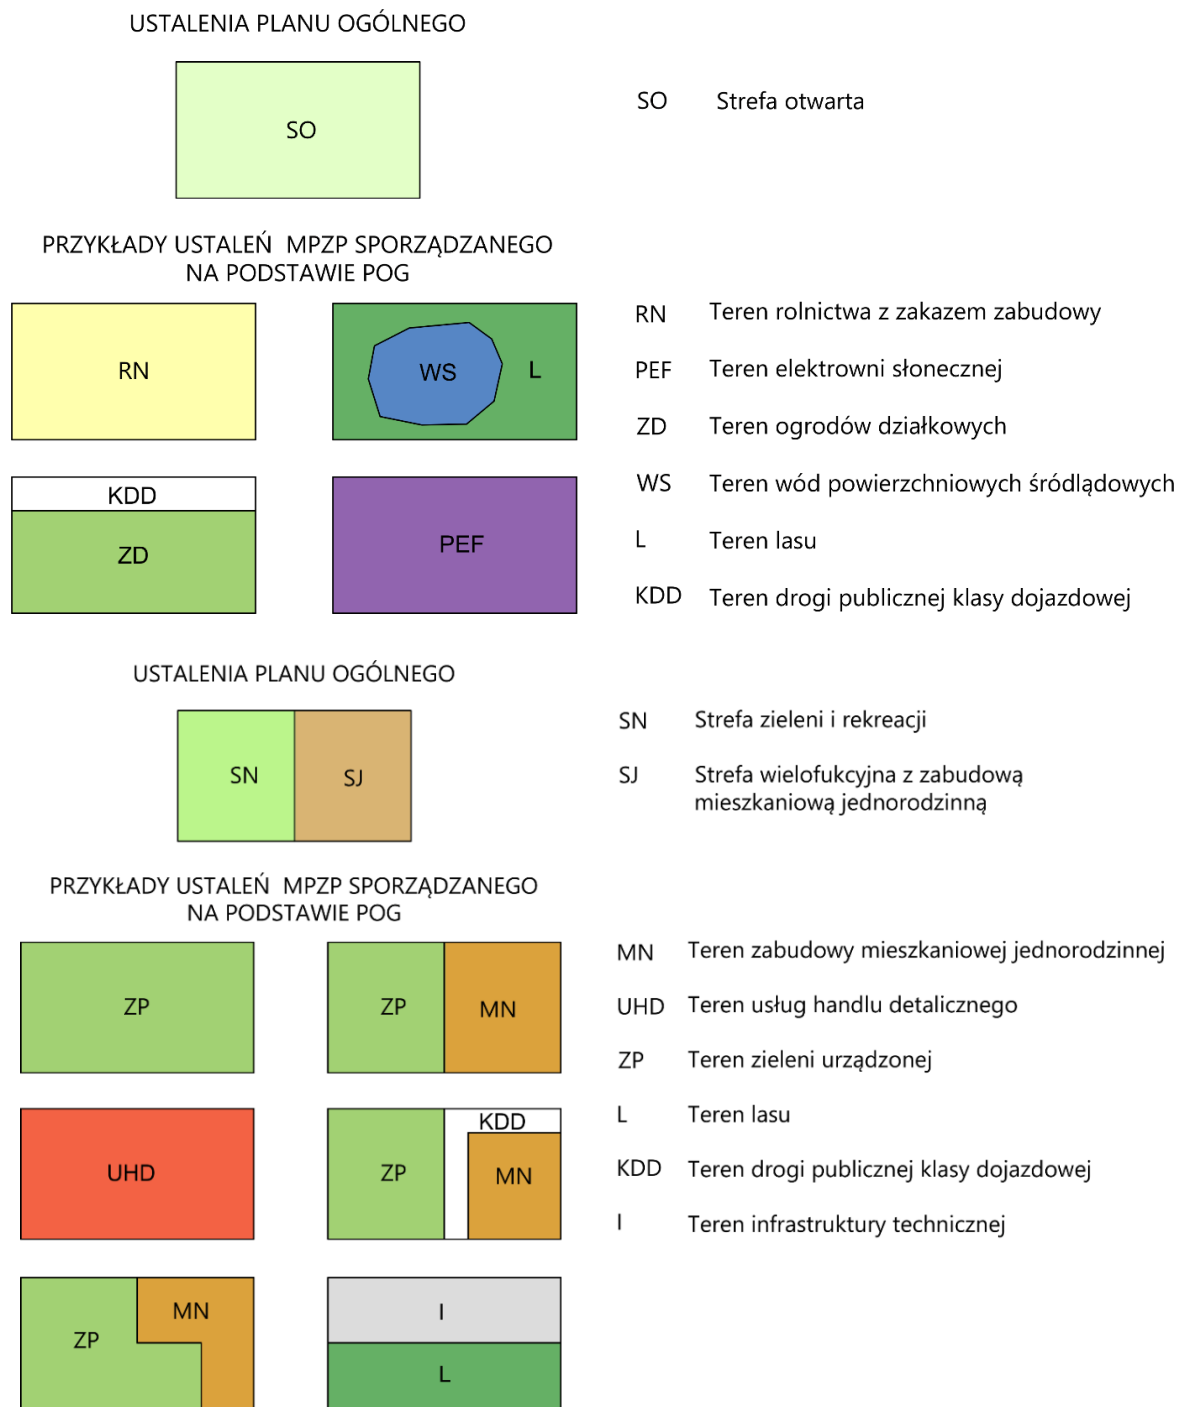 USTALENIA PLANU OGÓLNEGO
SO
SO Strefa otwarta
PRZYKŁADY USTALEŃ MPZP SPORZĄDZANEGO
NA PODSTAWIE POG
RN
WS L
KDD
ZD
PEF
RN Teren rolnictwa z zakazem zabudowy
PEF Teren elektrowni słonecznej
ZD Teren ogrodów działkowych
WS Teren wód powierzchniowych śródlądowych
L Teren lasu
KDD Teren drogi publicznej klasy dojazdowej
USTALENIA PLANU OGÓLNEGO
SN SJ
SN Strefa zieleni i rekreacji
SJ Strefa wielofukcyjna z zabudową
mieszkaniową jednorodzinną
PRZYKŁADY USTALEŃ MPZP SPORZĄDZANEGO
NA PODSTAWIE POG
ZP
ZP MN
UHD
KDD
ZP MN
MN
ZP
I
L
MN Teren zabudowy mieszkaniowej jednorodzinnej
UHD Teren usług handlu detalicznego
ZP Teren zieleni urządzonej
L Teren lasu
KDD Teren drogi publicznej klasy dojazdowej
I Teren infrastruktury technicznej